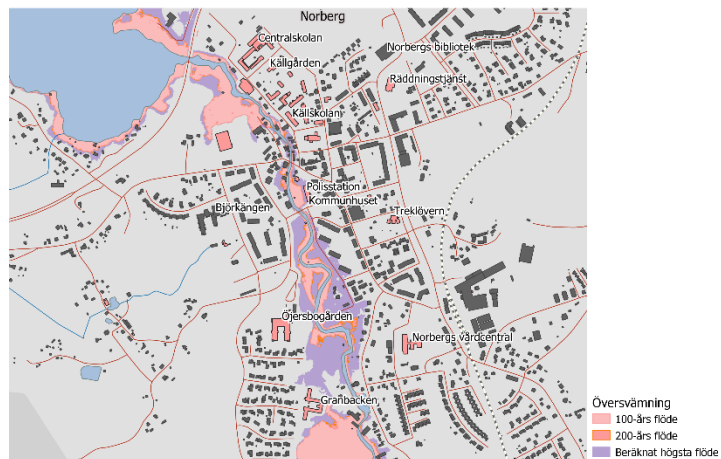 Norberg
Centralskolan
Norbergs bibliotek
Källgården
Räddningstjänst
Källskolan
Polisstation
Kommunhuset
Björkängen
Treklövern
Öjersbogården
Norbergs vårdcentral
Granbacken
Översvämning
100-års flöde
200-års flöde
Beräknat högsta flöde